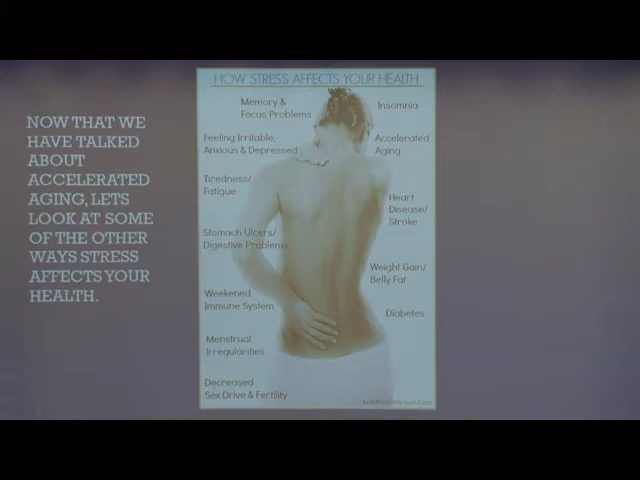 NOW THAT WE
HAVE TALKED
ABOUT
ACCELERATED
AGING, LETS
LOOK AT SOME
OF THE OTHER
WAYS STRESS
AFFECTS YOUR
HEALTH.
HOW STRESS AFFECTS YOUR HEALTH
Memory &
Focus Problems
Insomnia
Feeling Irritable,
Anxious & Depressed
Accelerated
Aging
Tiredness/
Fatigue
Heart
Disease/
Stroke
Stomach Ulcers/
Digestive Problems
Weight Gain/
Belly Fat
Weekened
Immune System
Diabetes
Menstrual
Irregularities
Decreased
Sex Drive & Fertility